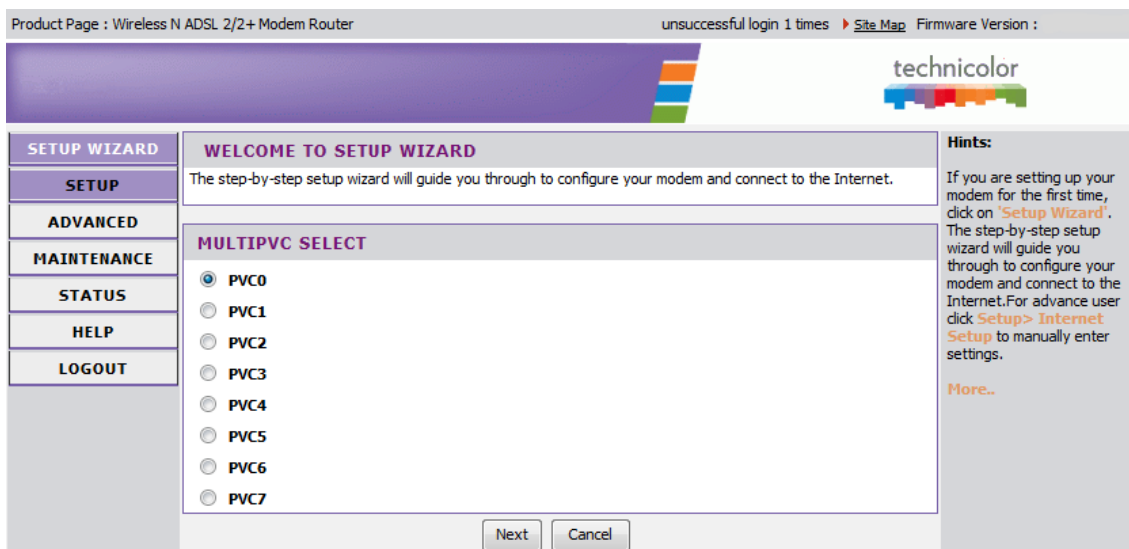 Product Page : Wireless N ADSL 2/2+ Modem Router
unsuccessful login 1 times
Site Map
Firmware Version :
technicolor
SETUP WIZARD
SETUP
ADVANCED
MAINTENANCE
STATUS
HELP
LOGOUT
WELCOME TO SETUP WIZARD
The step-by-step setup wizard will guide you through to configure your modem and connect to the Internet.
MULTIPVC SELECT
PVC0
PVC1
PVC2
PVC3
PVC4
PVC5
PVC6
PVC7
Next
Cancel
Hints:
If you are setting up your
modem for the first time,
click on 'Setup Wizard'.
The step-by-step setup
wizard will guide you
through to configure your
modem and connect to the
Internet.For advance user
click Setup> Internet
Setup to manually enter
settings.
More..